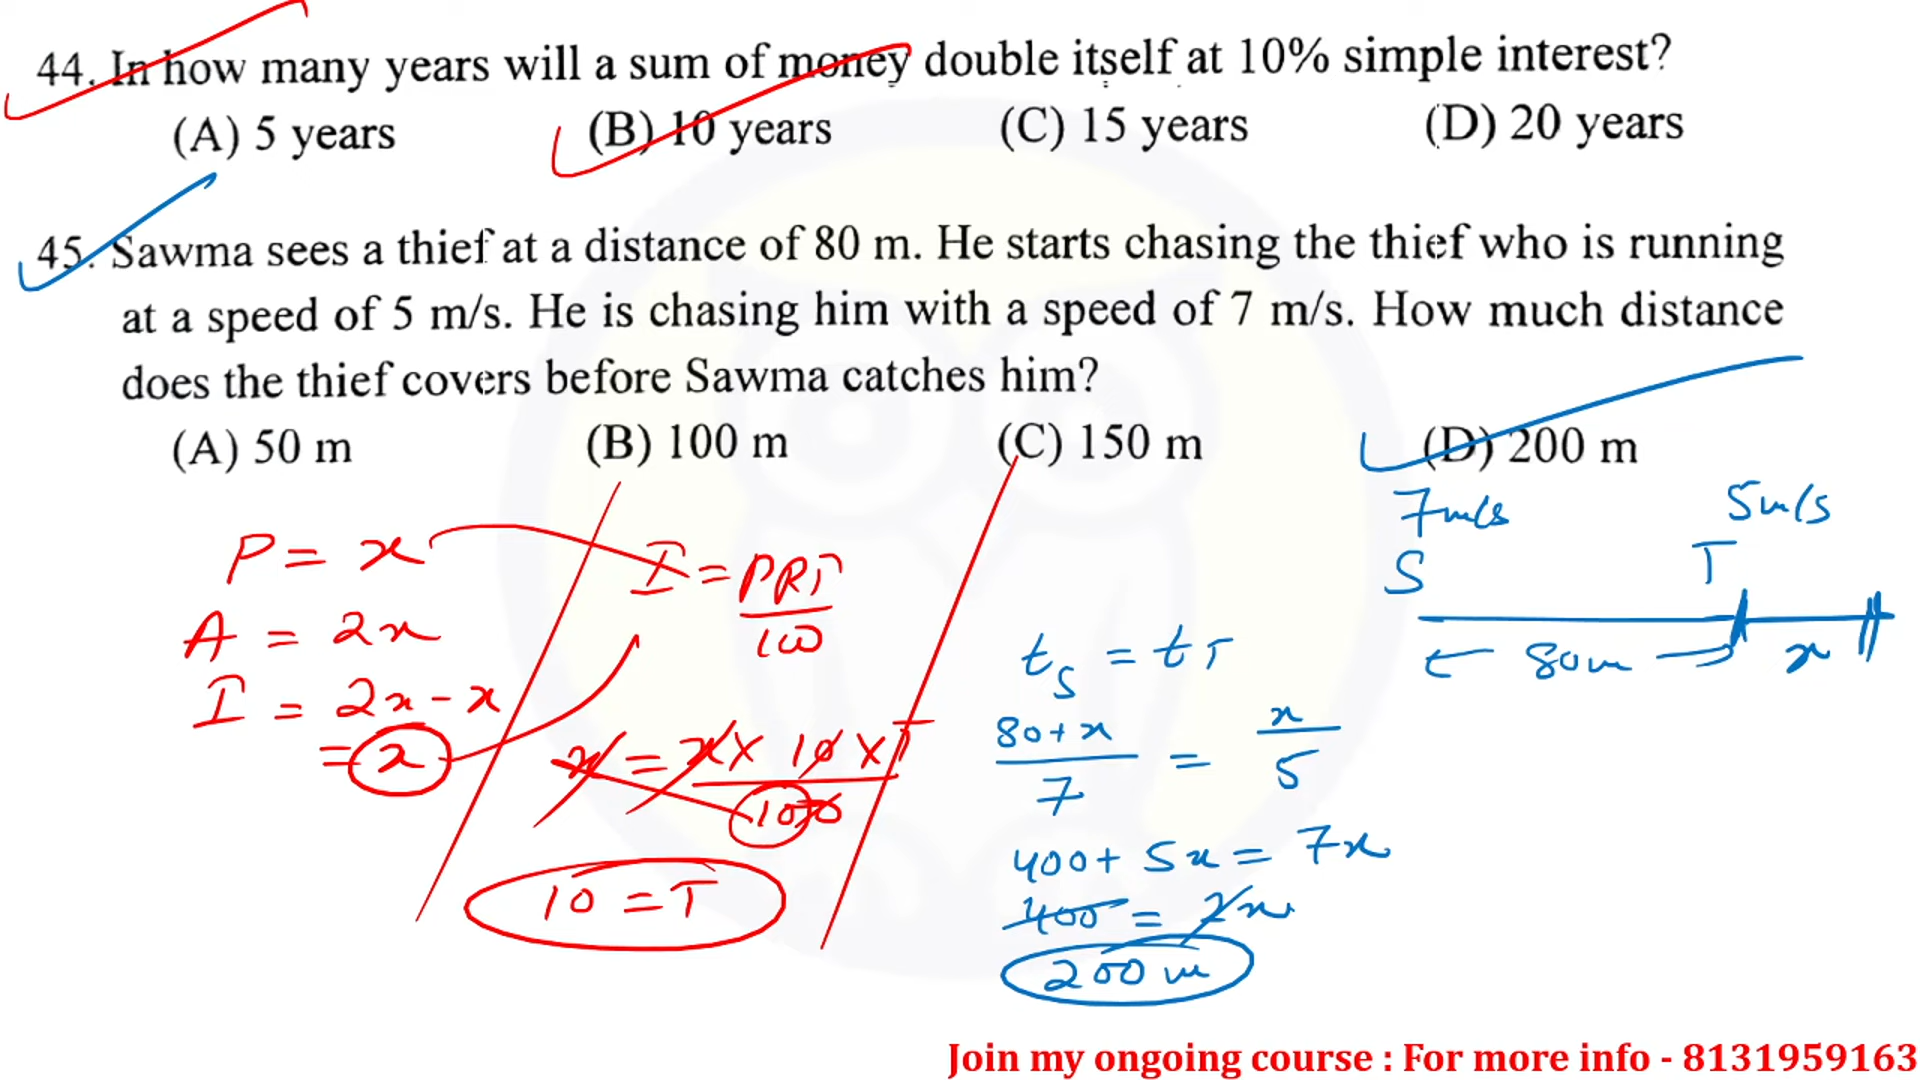 44. In how many years will a sum of money double itself at 10% simple interest?
(A) 5 years (B) 10 years (C) 15 years (D) 20 years
45. Sawma sees a thief at a distance of 80 m. He starts chasing the thief who is running
at a speed of 5 m/s. He is chasing him with a speed of 7 m/s. How much distance
does the thief covers before Sawma catches him?
(A) 50 m (B) 100 m (C) 150 m (D) 200 m
P = x
A = 2x
I = 2x - x
= x
I = PRT
100
x = x × 10 × T
100
10 = T
7m/s 5m/s
S T
80m x
tS = tT
80 + x = x
7 5
400 + 5x = 7x
400 = 2x
200 m
Join my ongoing course : For more info - 8131959163